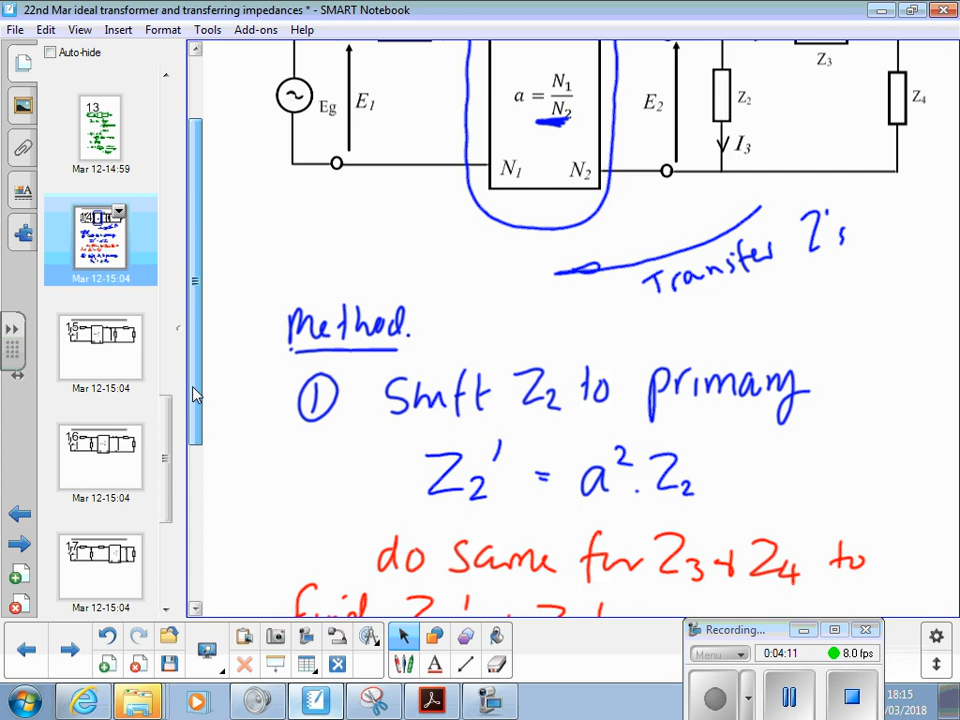 22nd Mar ideal transformer and transferring impedances * - SMART Notebook
File Edit View Insert Format Tools Add-ons Help
Auto-hide
13
Mar 12-14:59
14
Mar 12-15:04
15
Mar 12-15:04
16
Mar 12-15:04
17
Mar 12-15:04
Eg E1
a = N1/N2
E2
Z2
Z3
Z4
I3
N1 N2
Transfer Z's
Method.
① Shift Z2 to primary
Z2' = a². Z2
do same for Z3 + Z4 to
find Z3' + Z4'
Recording...
Menu 0:04:11 8.0 fps
18:15
/03/2018